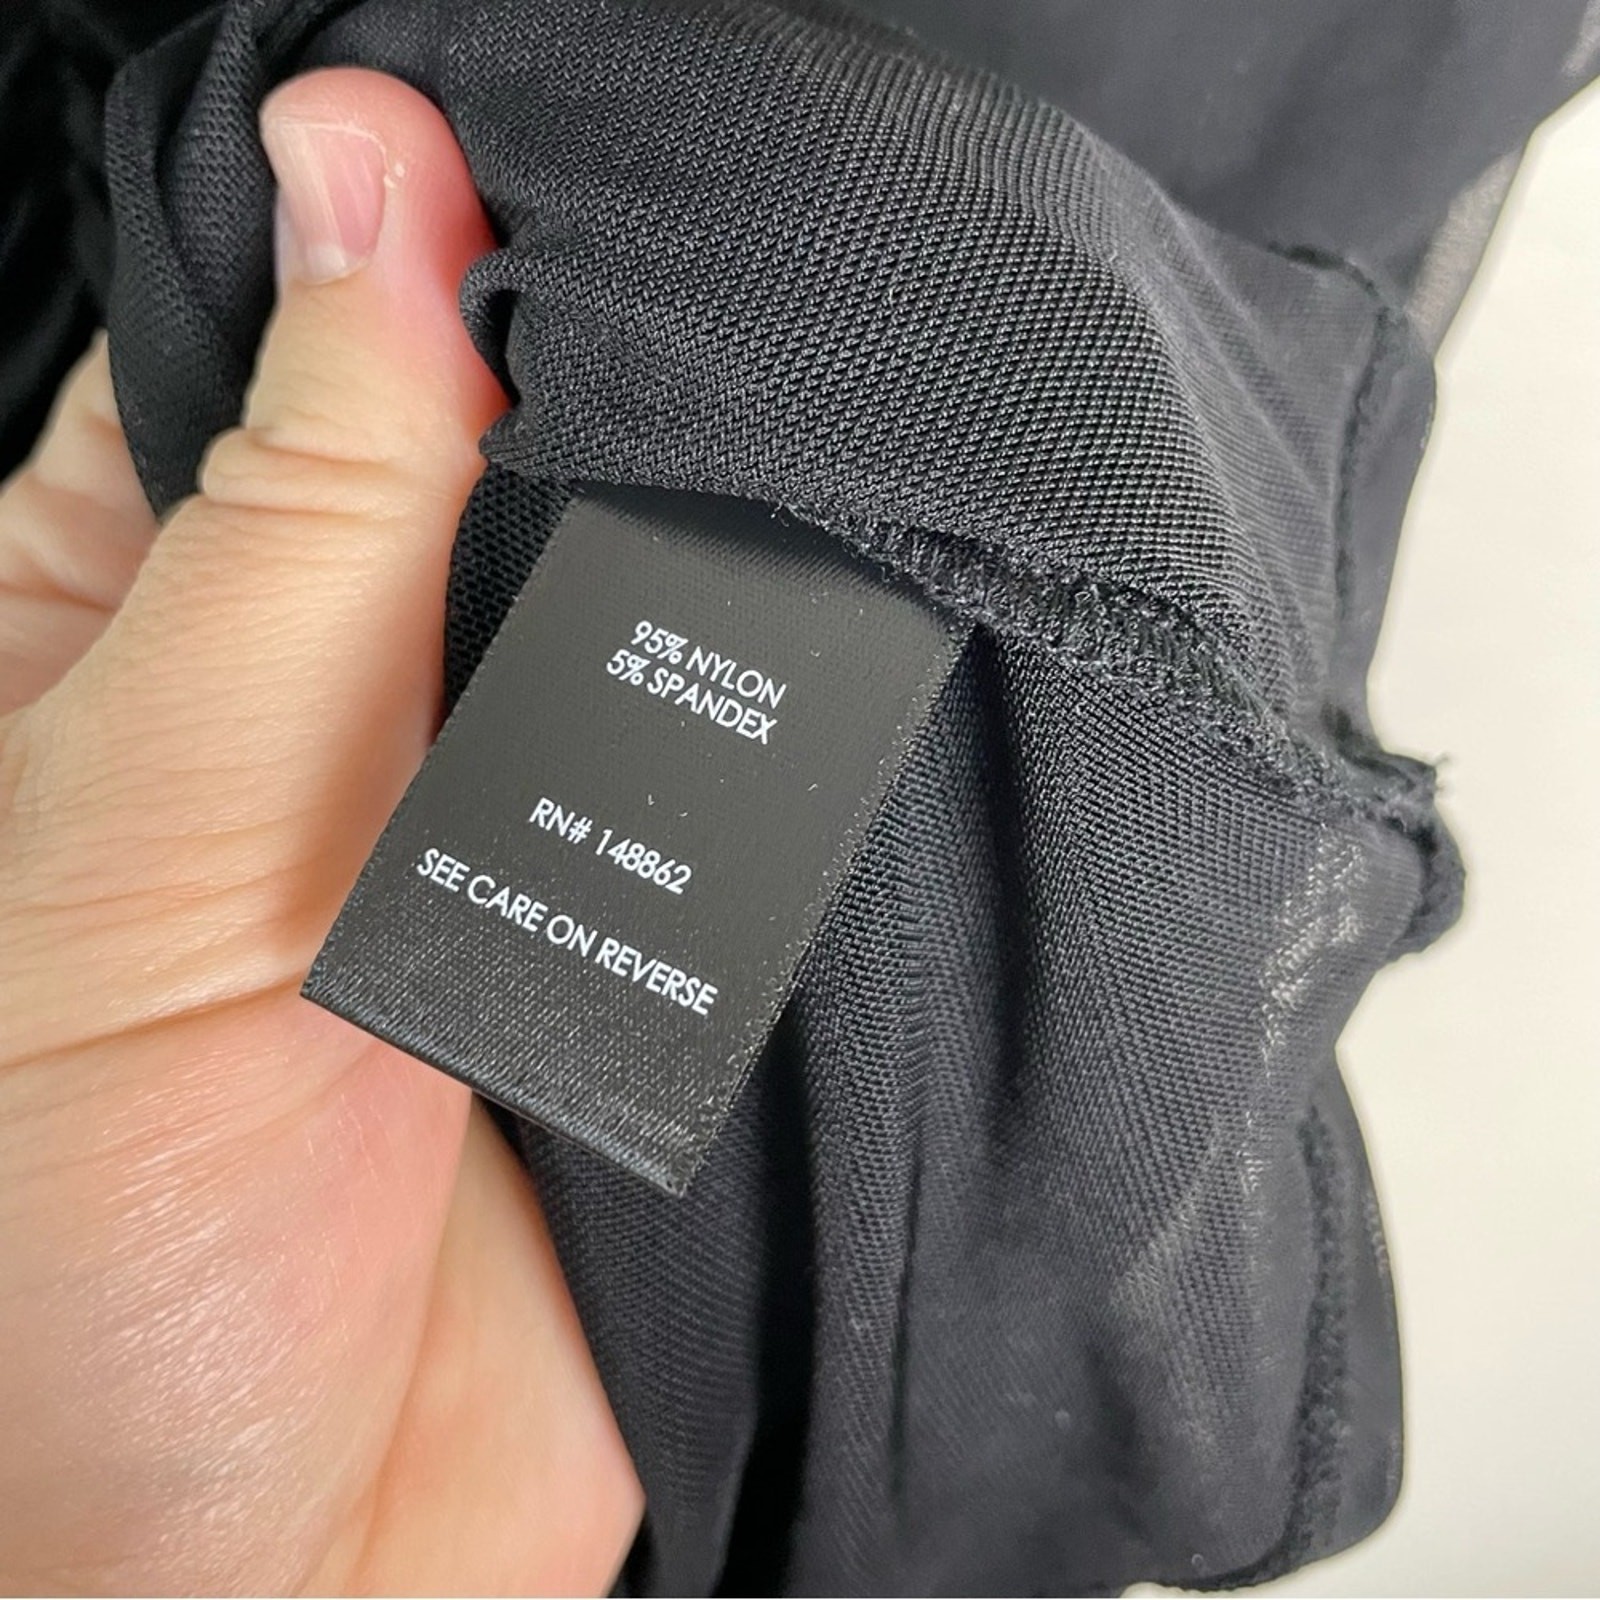 95% NYLON
5% SPANDEX
RN# 148862
SEE CARE ON REVERSE